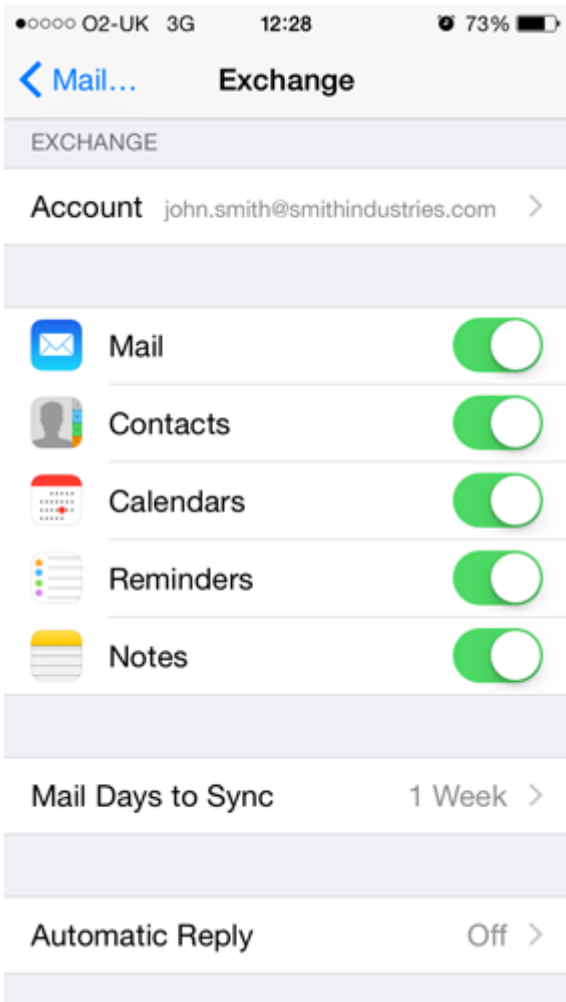 O2-UK 3G 12:28 73%
Mail... Exchange
EXCHANGE
Account john.smith@smithindustries.com
Mail
Contacts
Calendars
Reminders
Notes
Mail Days to Sync 1 Week
Automatic Reply Off